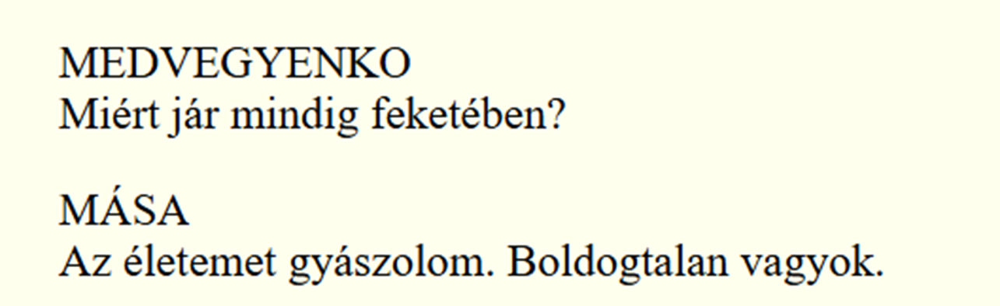 MEDVEGYENKO
Miért jár mindig feketében?
MÁSA
Az életemet gyászolom. Boldogtalan vagyok.